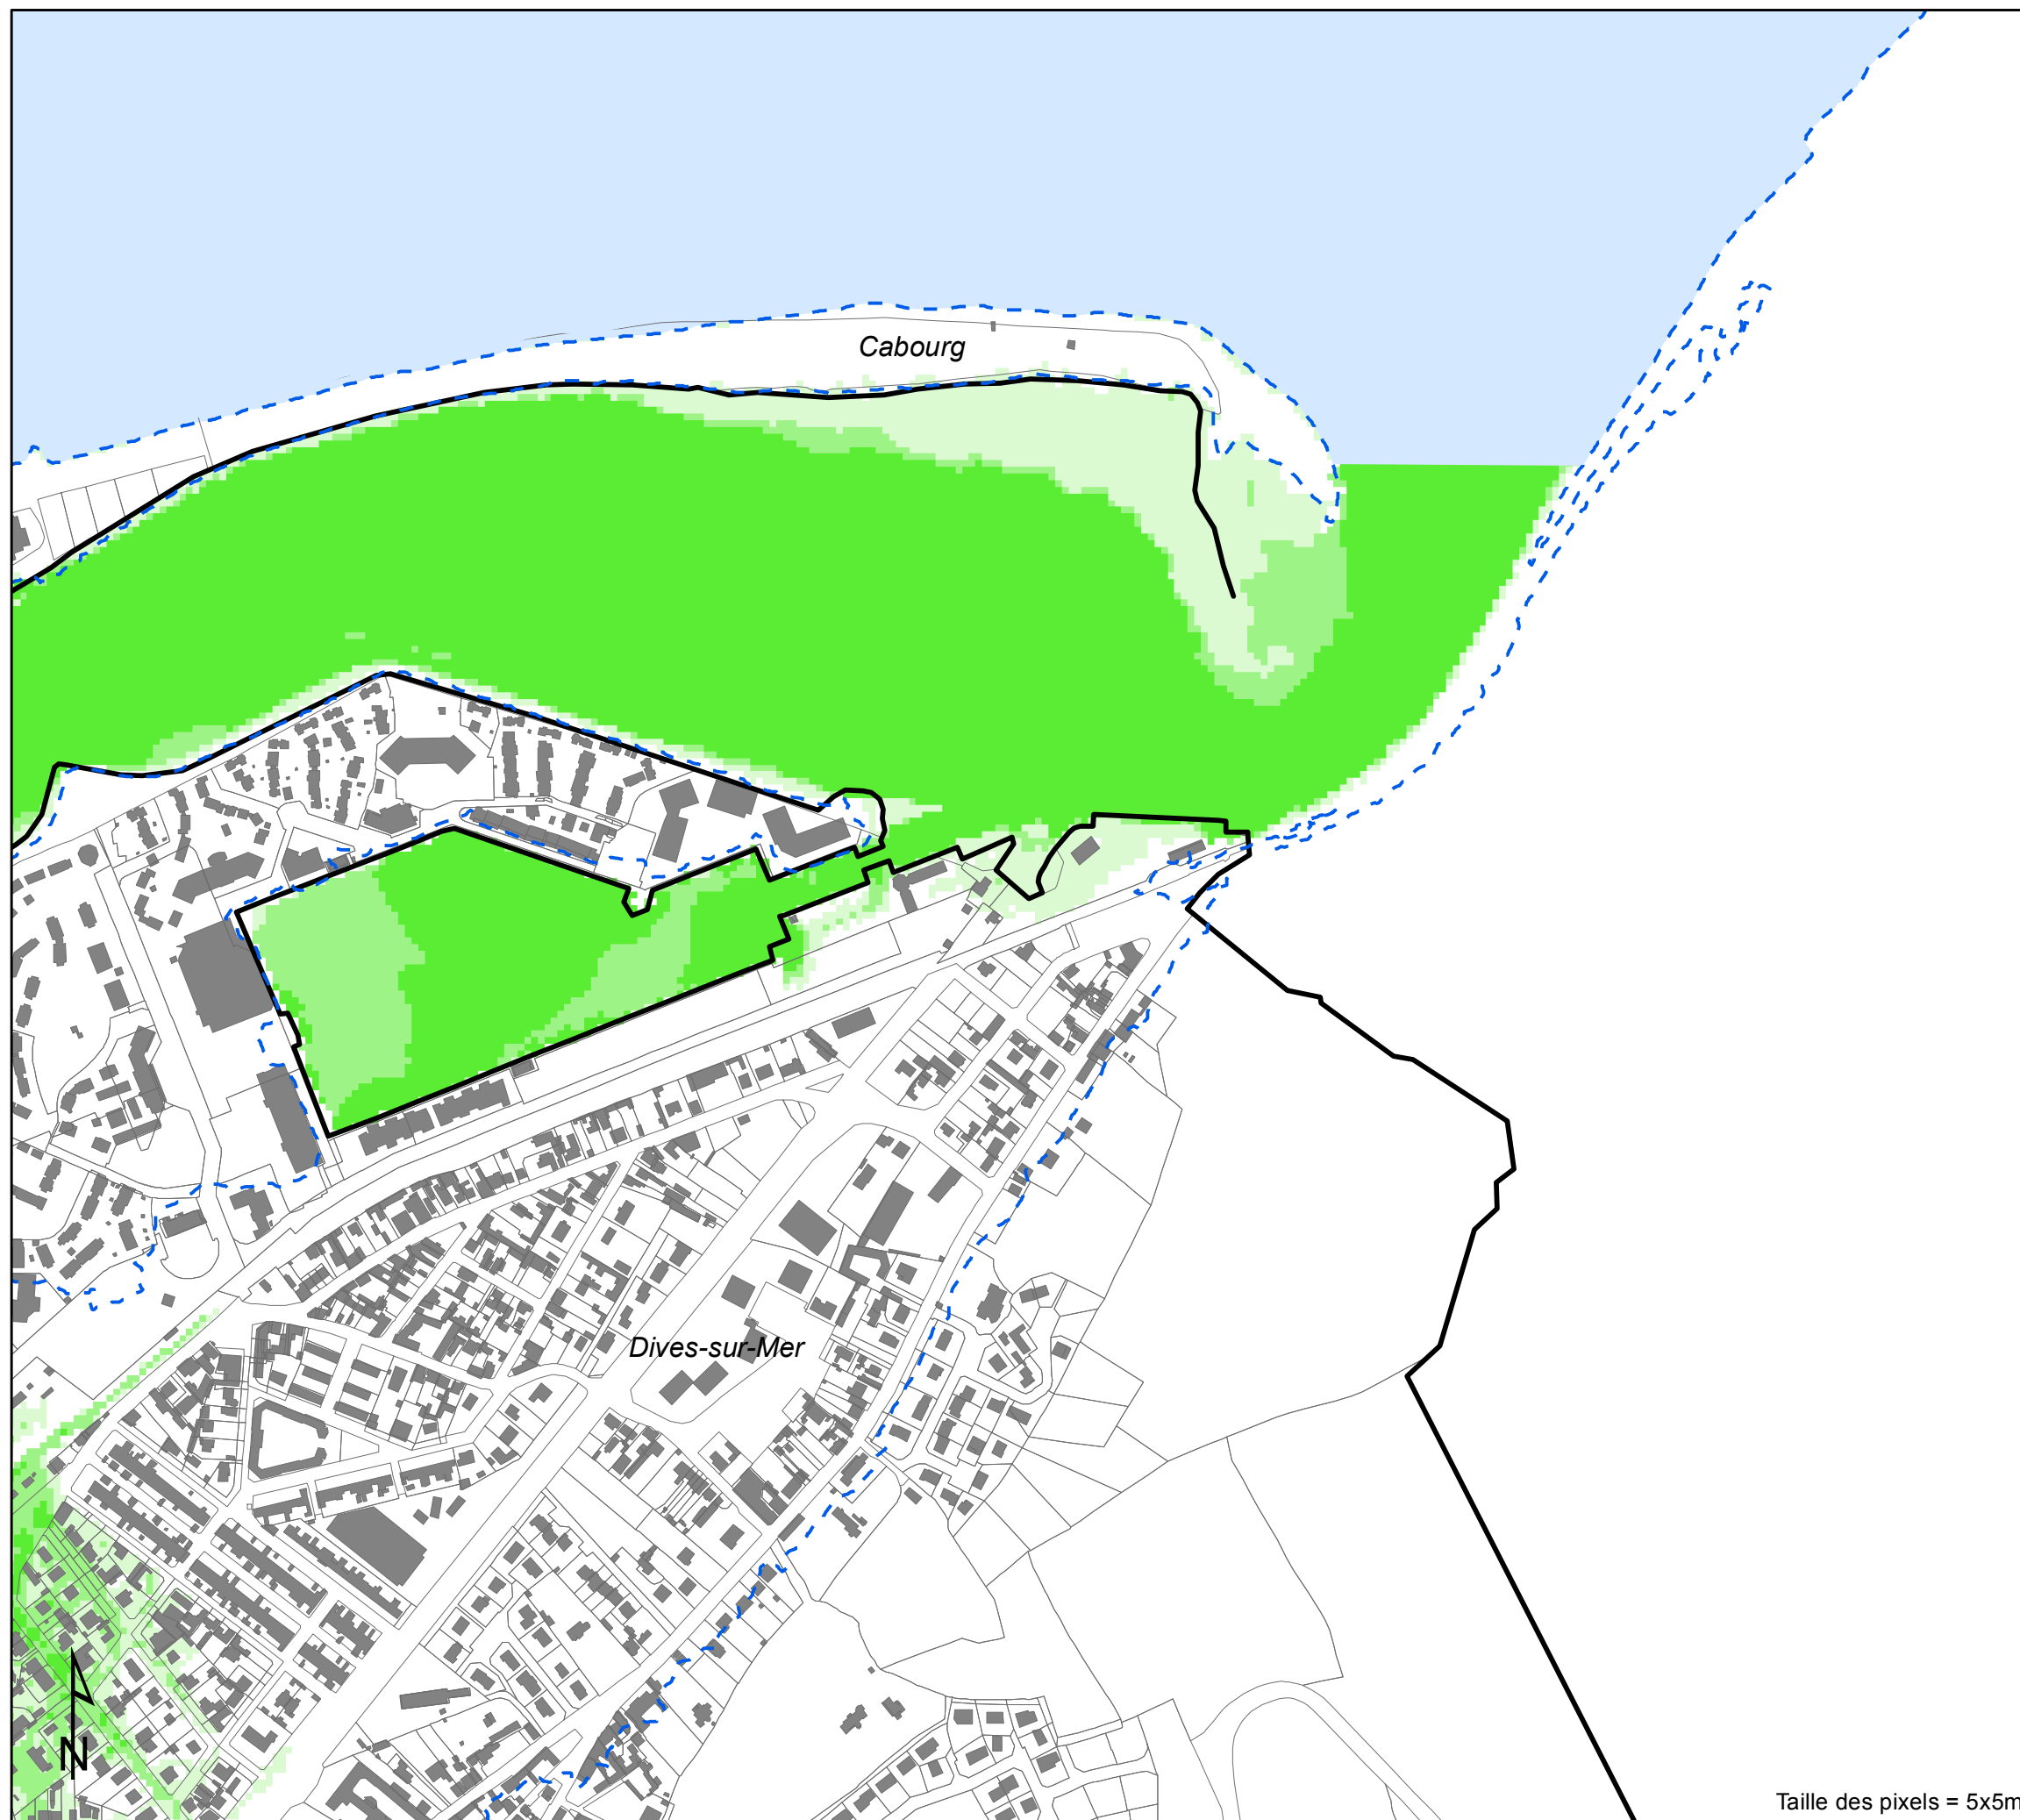 Cabourg
Dives-sur-Mer
N
Taille des pixels = 5x5m